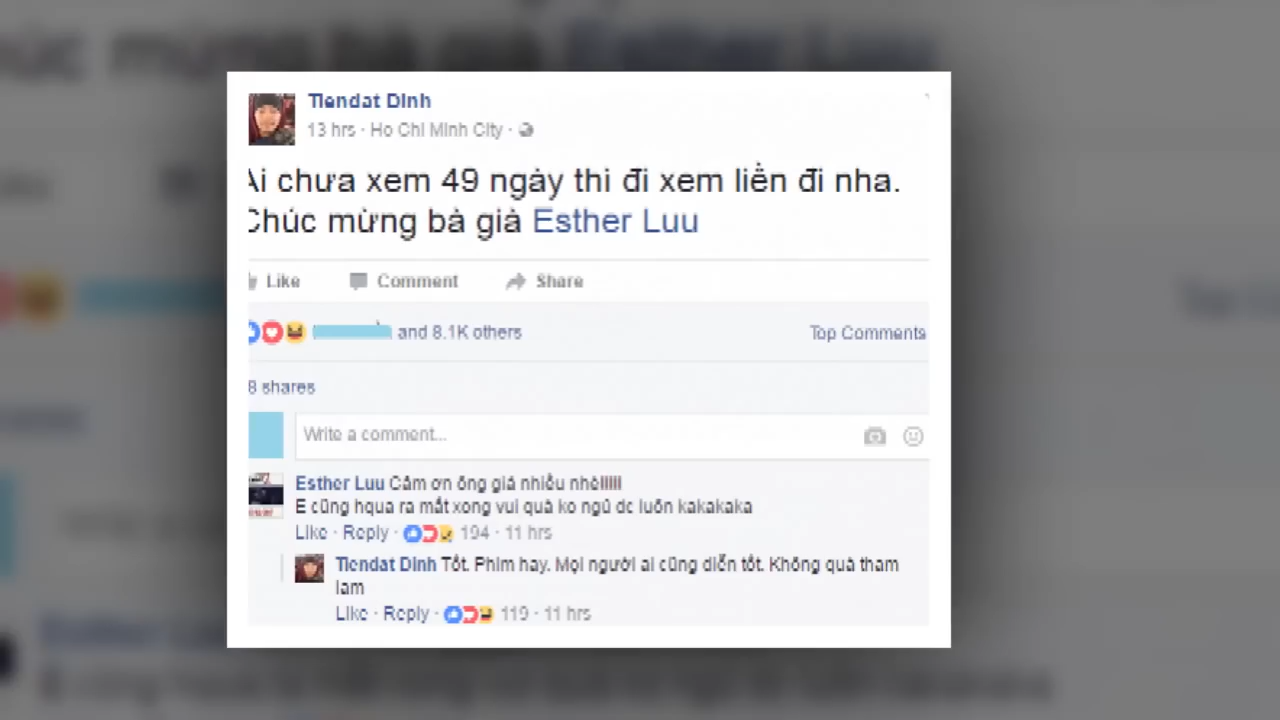 Tiendat Dinh
13 hrs · Ho Chi Minh City ·
Ai chưa xem 49 ngày thì đi xem liền đi nha.
Chúc mừng bà già Esther Luu
Like Comment Share
and 8.1K others Top Comments
8 shares
Write a comment...
Esther Luu Cảm ơn ông già nhiều nhé!!!!!
E cũng hqua ra mắt xong vui quá ko ngủ dc luôn kakakaka
Like · Reply · 194 · 11 hrs
Tiendat Dinh Tốt. Phim hay. Mọi người ai cũng diễn tốt. Không quá tham
lam
Like · Reply · 119 · 11 hrs